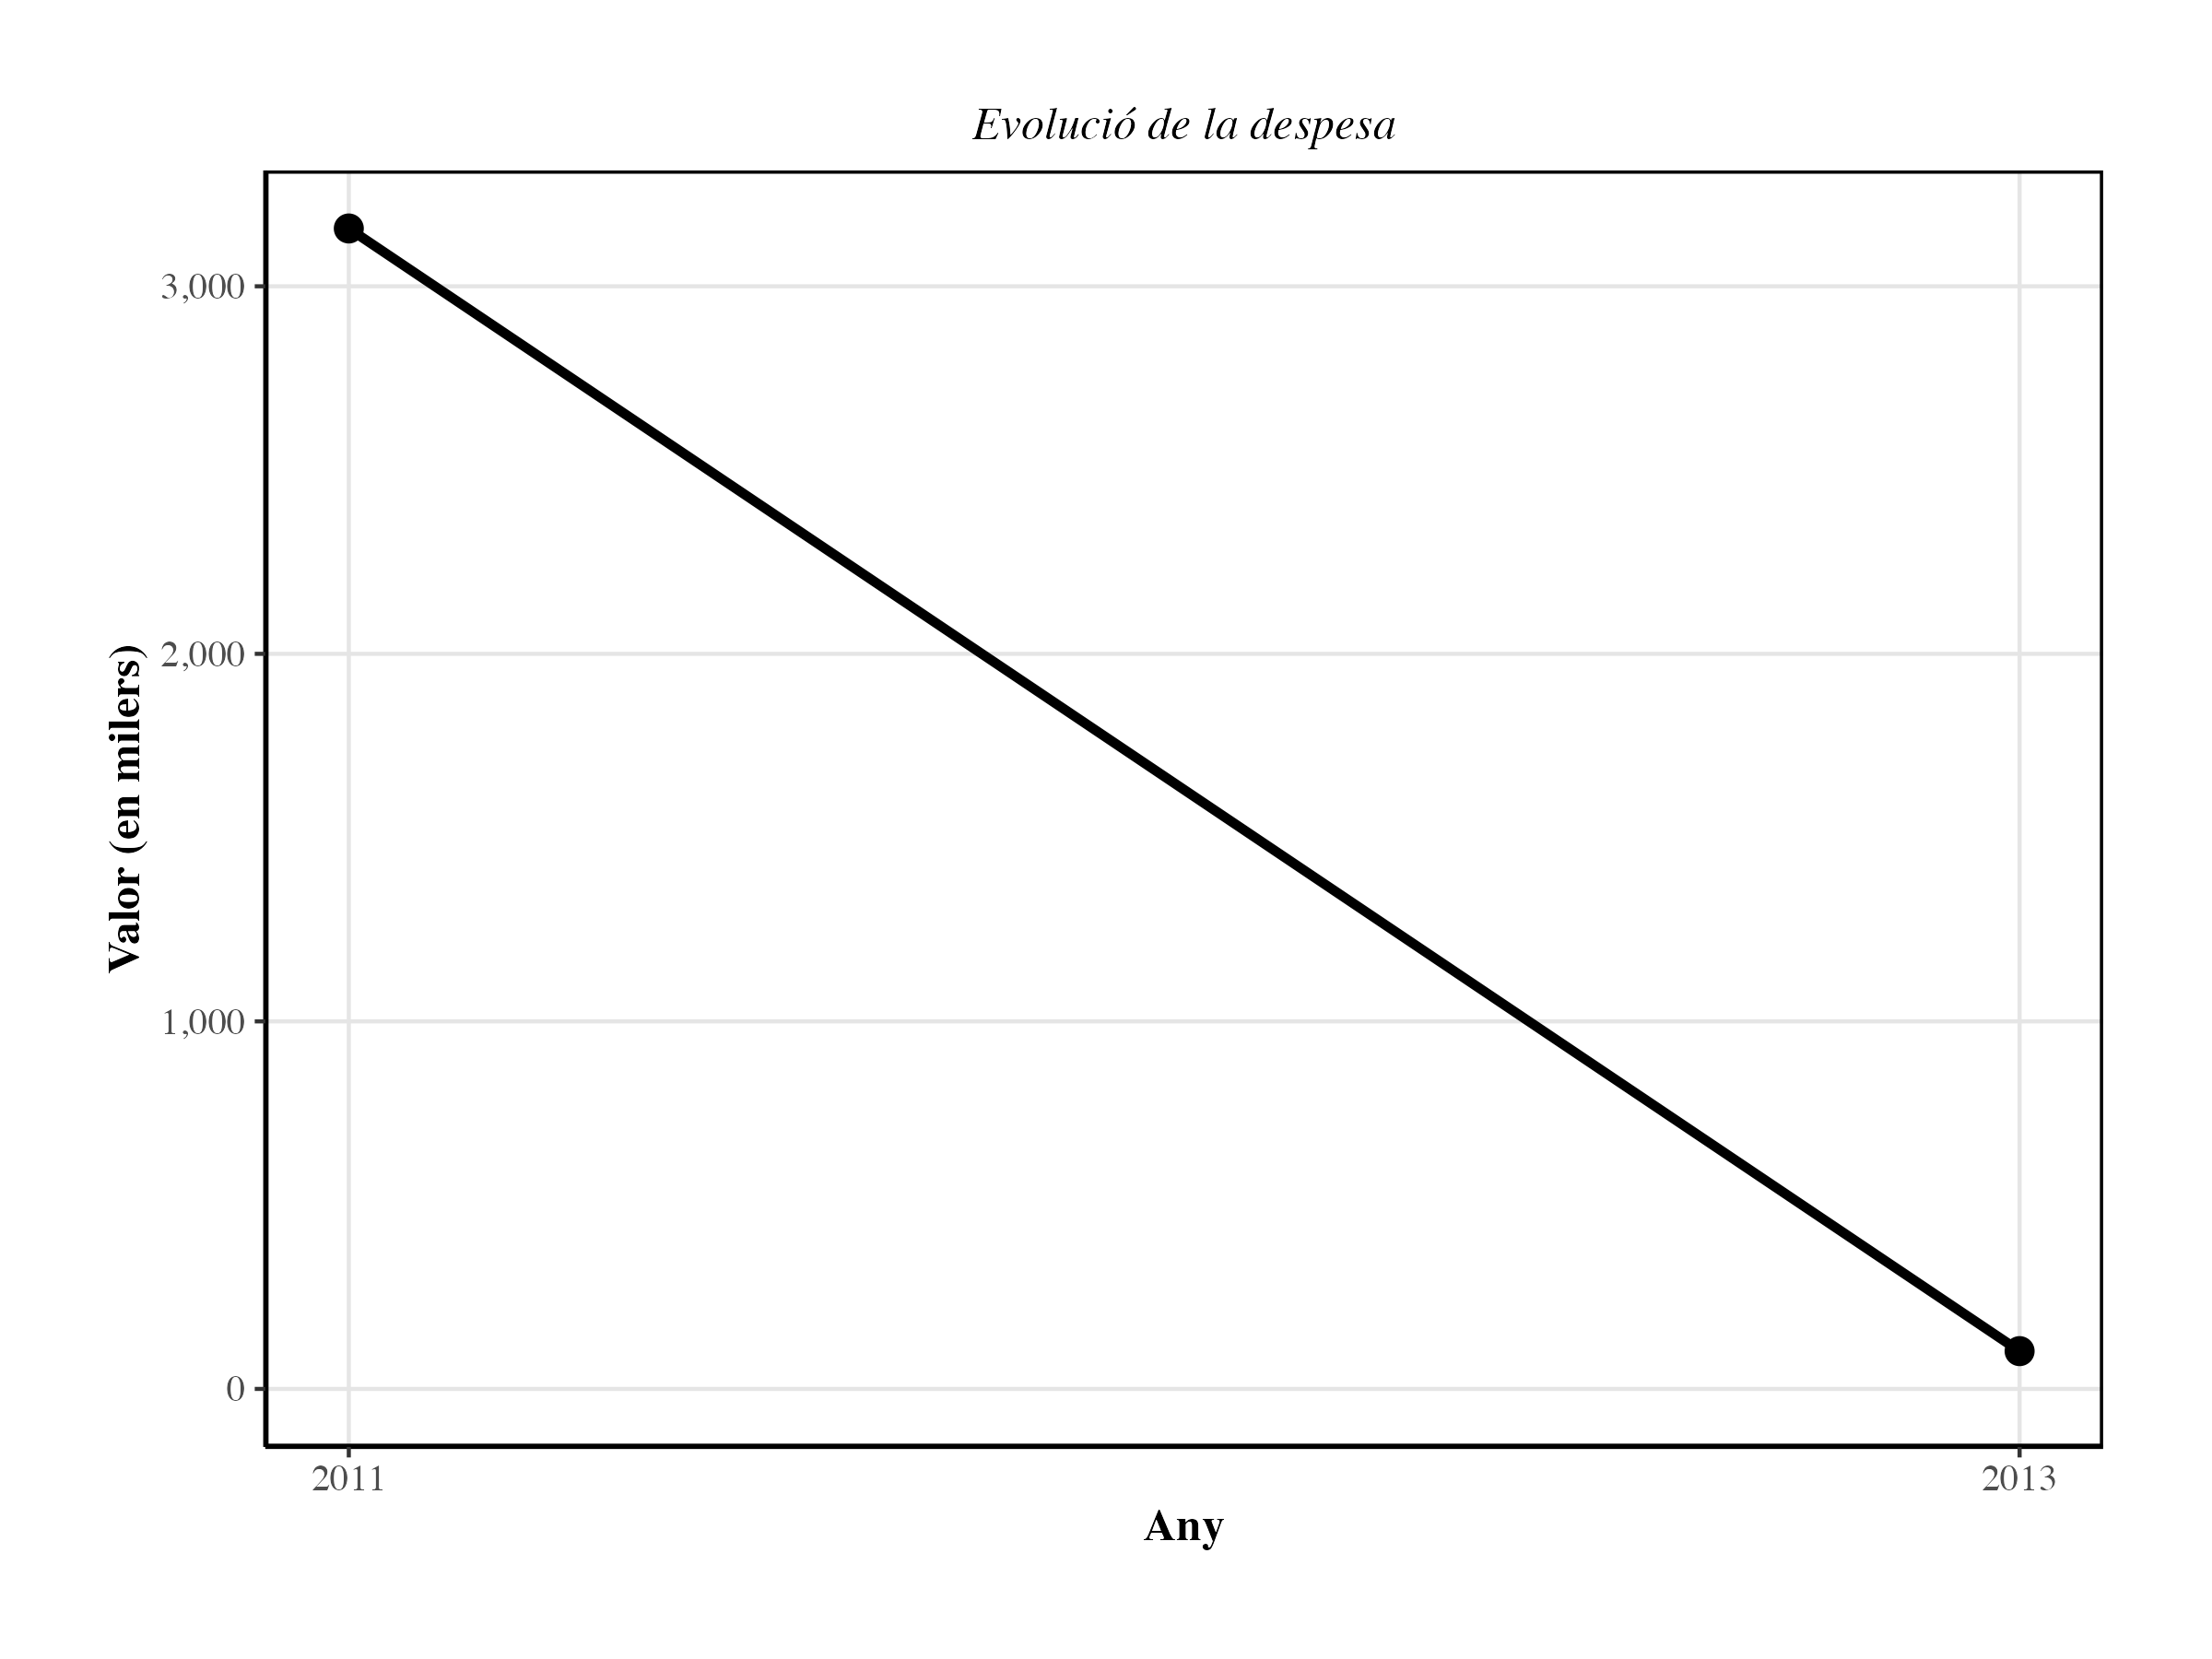 Evolució de la despesa
Valor (en milers)
3,000
2,000
1,000
0
2011
2013
Any